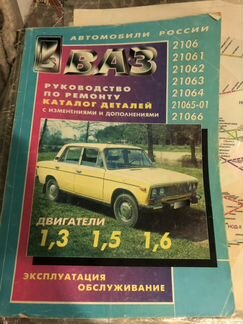 АВТОМОБИЛИ РОССИИ
ВАЗ
2106
21061
21062
21063
21064
21065-01
21066
РУКОВОДСТВО
ПО РЕМОНТУ
КАТАЛОГ ДЕТАЛЕЙ
С ИЗМЕНЕНИЯМИ И ДОПОЛНЕНИЯМИ
ДВИГАТЕЛИ
1,3 1,5 1,6
ЭКСПЛУАТАЦИЯ
ОБСЛУЖИВАНИЕ